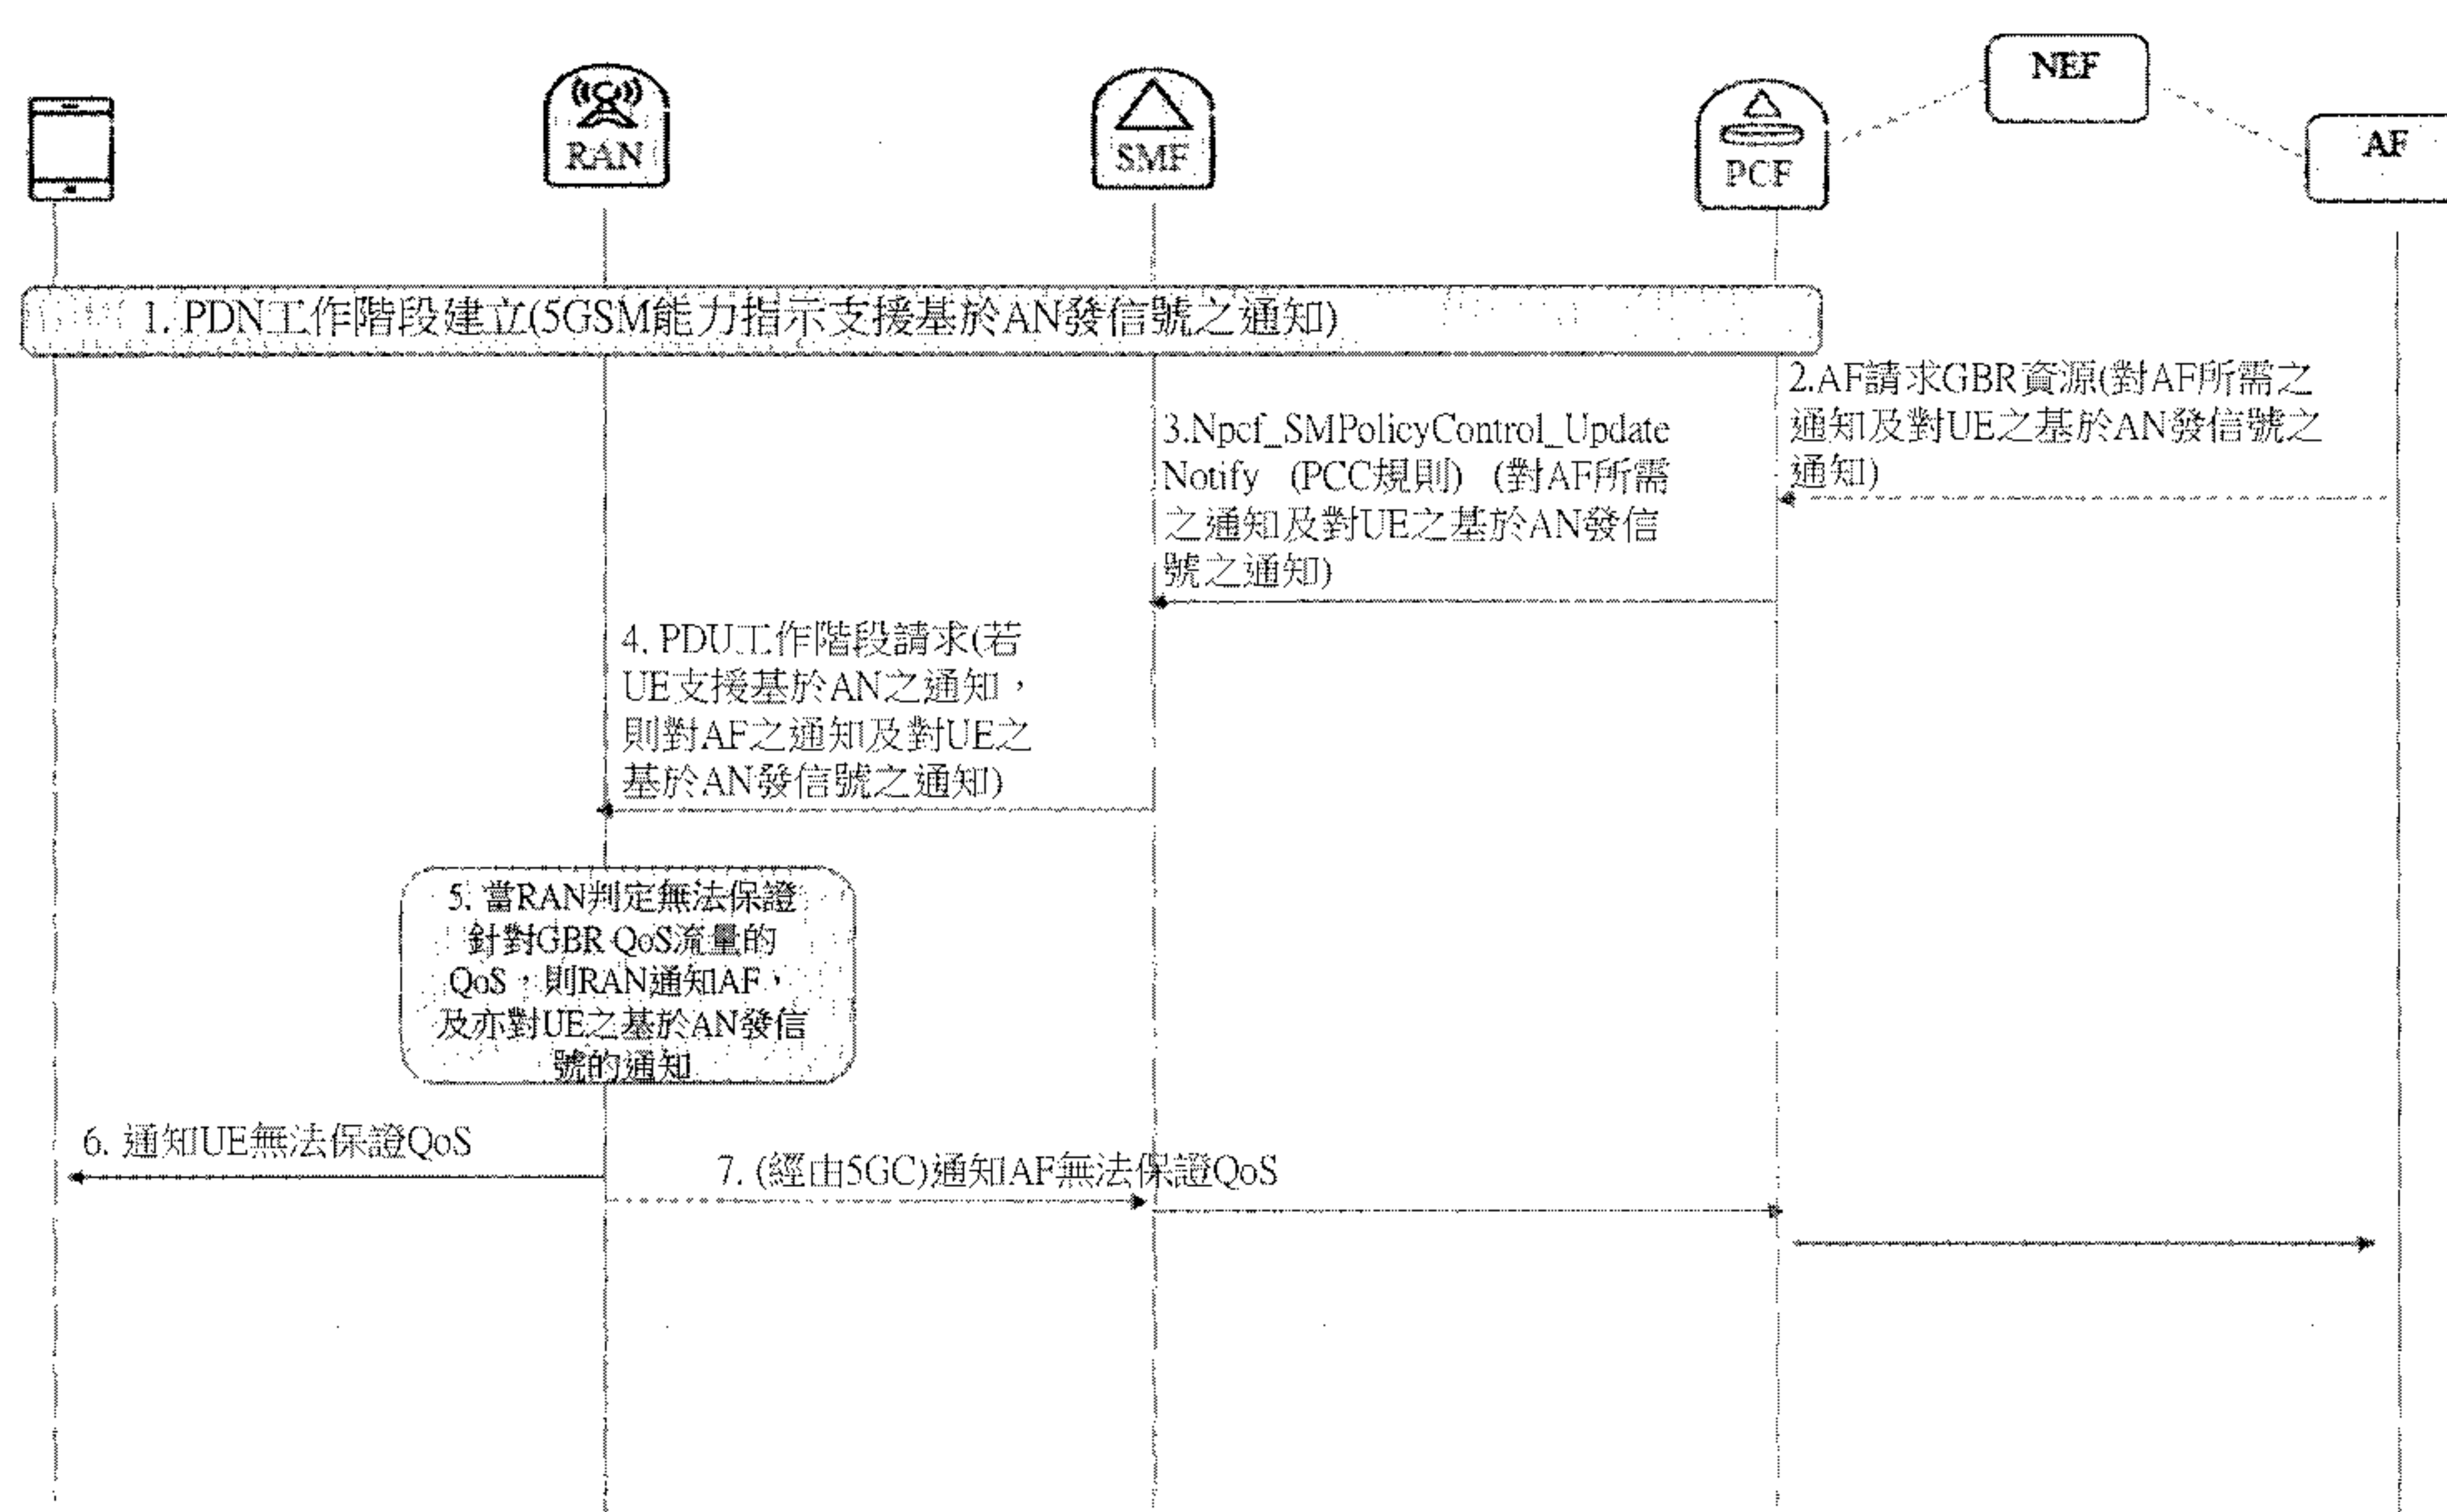 NEF
AF
RAN
SMF
PCF
1. PDN工作階段建立(5GSM能力指示支援基於AN發信號之通知)
2.AF請求GBR資源(對AF所需之
通知及對UE之基於AN發信號之
通知)
3.Npcf_SMPolicyControl_Update
Notify (PCC規則) (對AF所需
之通知及對UE之基於AN發信
號之通知)
4. PDU工作階段請求(若
UE支援基於AN之通知，
則對AF之通知及對UE之
基於AN發信號之通知)
5. 當RAN判定無法保證
針對GBR QoS流量的
QoS，則RAN通知AF，
及亦對UE之基於AN發信
號的通知
6. 通知UE無法保證QoS
7. (經由5GC)通知AF無法保證QoS